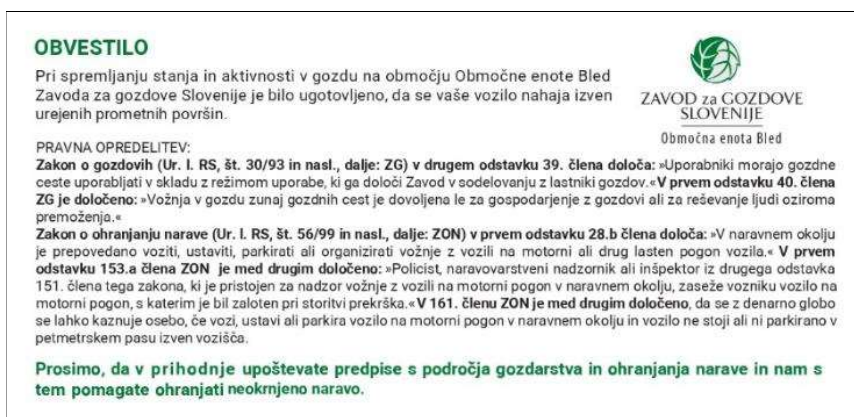 OBVESTILO
Pri spremljanju stanja in aktivnosti v gozdu na območju Območne enote Bled
Zavoda za gozdove Slovenije je bilo ugotovljeno, da se vaše vozilo nahaja izven
urejenih prometnih površin.
ZAVOD za GOZDOVE
SLOVENIJE
Območna enota Bled
PRAVNA OPREDELITEV:
Zakon o gozdovih (Ur. l. RS, št. 30/93 in nasl., dalje: ZG) v drugem odstavku 39. člena določa: »Uporabniki morajo gozdne
ceste uporabljati v skladu z režimom uporabe, ki ga določi Zavod v sodelovanju z lastniki gozdov.« V prvem odstavku 40. člena
ZG je določeno: »Vožnja v gozdu zunaj gozdnih cest je dovoljena le za gospodarjenje z gozdovi ali za reševanje ljudi oziroma
premoženja.«
Zakon o ohranjanju narave (Ur. l. RS, št. 56/99 in nasl., dalje: ZON) v prvem odstavku 28.b člena določa: »V naravnem okolju
je prepovedano voziti, ustaviti, parkirati ali organizirati vožnje z vozili na motorni ali drug lasten pogon vozila.« V prvem
odstavku 153.a člena ZON je med drugim določeno: »Policist, naravovarstveni nadzornik ali inšpektor iz drugega odstavka
151. člena tega zakona, ki je pristojen za nadzor vožnje z vozili na motorni pogon v naravnem okolju, zaseže vozniku vozilo na
motorni pogon, s katerim je bil zaloten pri storitvi prekrška.« V 161. členu ZON je med drugim določeno, da se z denarno globo
se lahko kaznuje osebo, če vozi, ustavi ali parkira vozilo na motorni pogon v naravnem okolju in vozilo ne stoji ali ni parkirano v
petmetrskem pasu izven vozišča.
Prosimo, da v prihodnje upoštevate predpise s področja gozdarstva in ohranjanja narave in nam s
tem pomagate ohranjati neokrnjeno naravo.